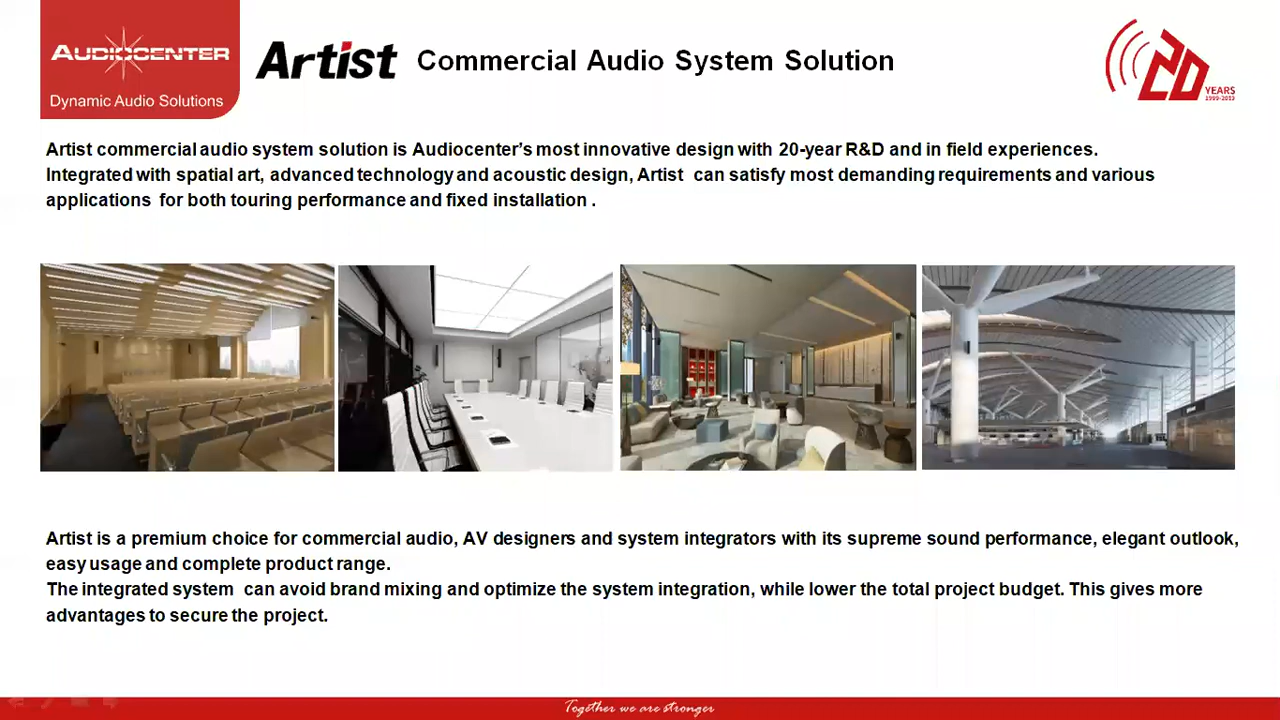 AUDIOCENTER
Dynamic Audio Solutions
Artist Commercial Audio System Solution
20 YEARS
Artist commercial audio system solution is Audiocenter's most innovative design with 20-year R&D and in field experiences.
Integrated with spatial art, advanced technology and acoustic design, Artist can satisfy most demanding requirements and various
applications for both touring performance and fixed installation .
Artist is a premium choice for commercial audio, AV designers and system integrators with its supreme sound performance, elegant outlook,
easy usage and complete product range.
The integrated system can avoid brand mixing and optimize the system integration, while lower the total project budget. This gives more
advantages to secure the project.
Together we are stronger